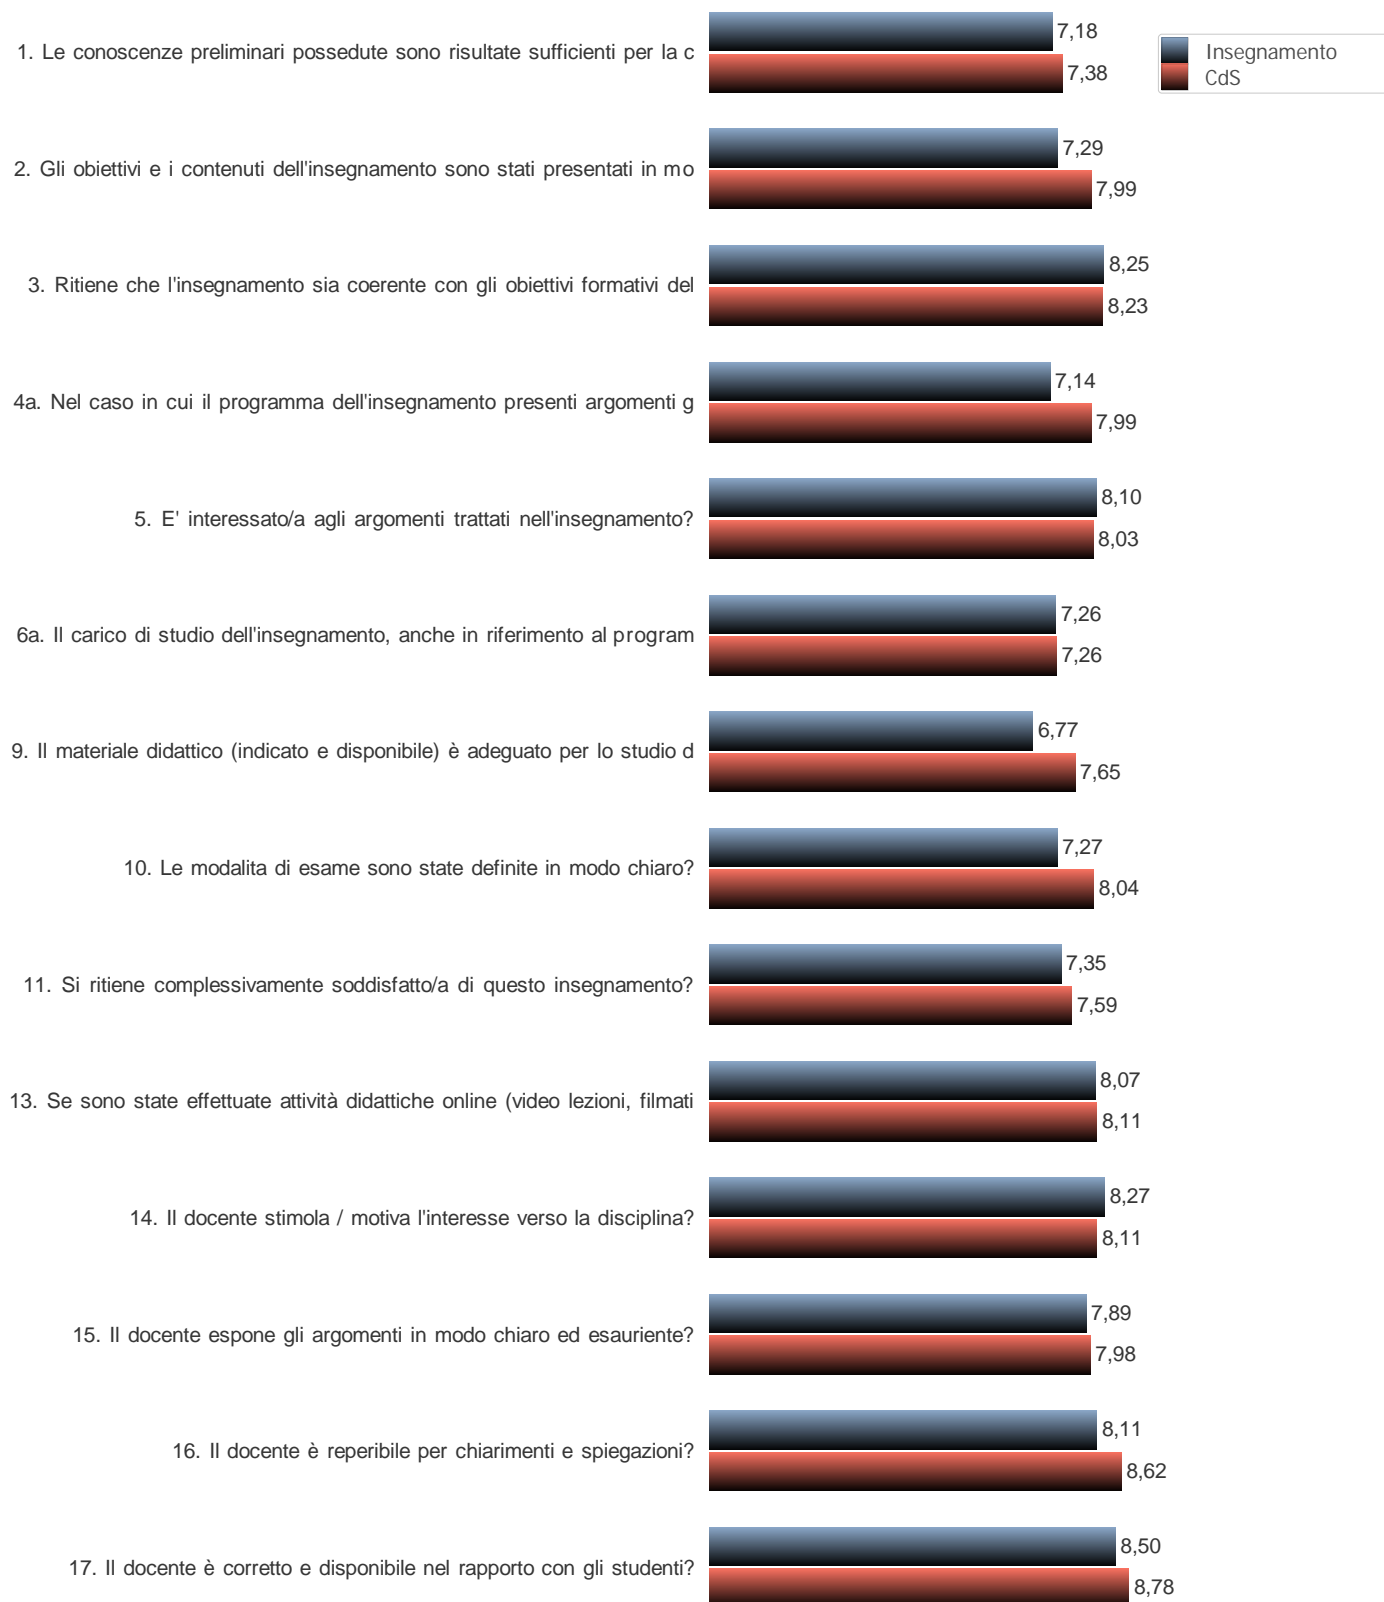 1. Le conoscenze preliminari possedute sono risultate sufficienti per la c
7,18
7,38
Insegnamento
CdS
2. Gli obiettivi e i contenuti dell'insegnamento sono stati presentati in mo
7,29
7,99
3. Ritiene che l'insegnamento sia coerente con gli obiettivi formativi del
8,25
8,23
4a. Nel caso in cui il programma dell'insegnamento presenti argomenti g
7,14
7,99
5. E' interessato/a agli argomenti trattati nell'insegnamento?
8,10
8,03
6a. Il carico di studio dell'insegnamento, anche in riferimento al program
7,26
7,26
9. Il materiale didattico (indicato e disponibile) è adeguato per lo studio d
6,77
7,65
10. Le modalita di esame sono state definite in modo chiaro?
7,27
8,04
11. Si ritiene complessivamente soddisfatto/a di questo insegnamento?
7,35
7,59
13. Se sono state effettuate attività didattiche online (video lezioni, filmati
8,07
8,11
14. Il docente stimola / motiva l'interesse verso la disciplina?
8,27
8,11
15. Il docente espone gli argomenti in modo chiaro ed esauriente?
7,89
7,98
16. Il docente è reperibile per chiarimenti e spiegazioni?
8,11
8,62
17. Il docente è corretto e disponibile nel rapporto con gli studenti?
8,50
8,78